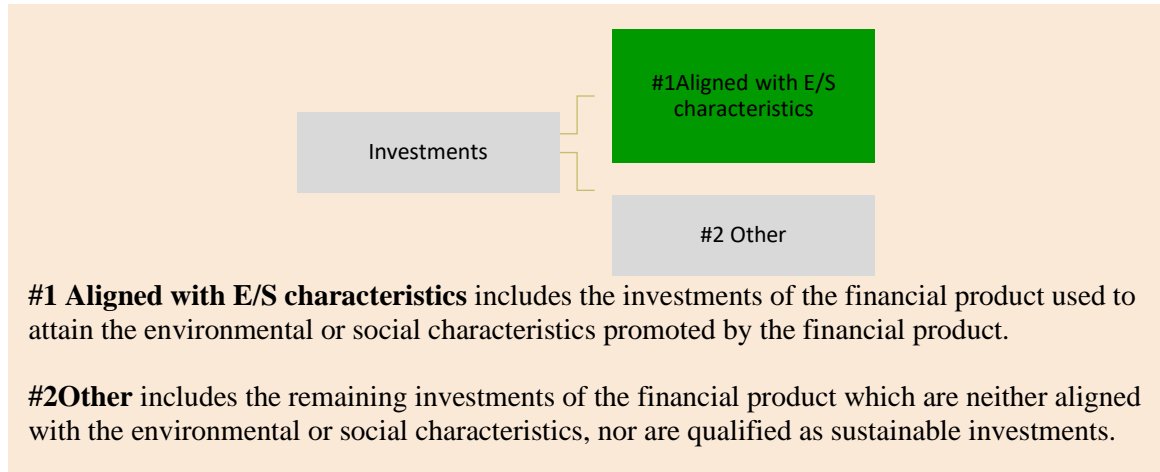 #1Aligned with E/S
characteristics
Investments
#2 Other
#1 Aligned with E/S characteristics includes the investments of the financial product used to
attain the environmental or social characteristics promoted by the financial product.
#2Other includes the remaining investments of the financial product which are neither aligned
with the environmental or social characteristics, nor are qualified as sustainable investments.